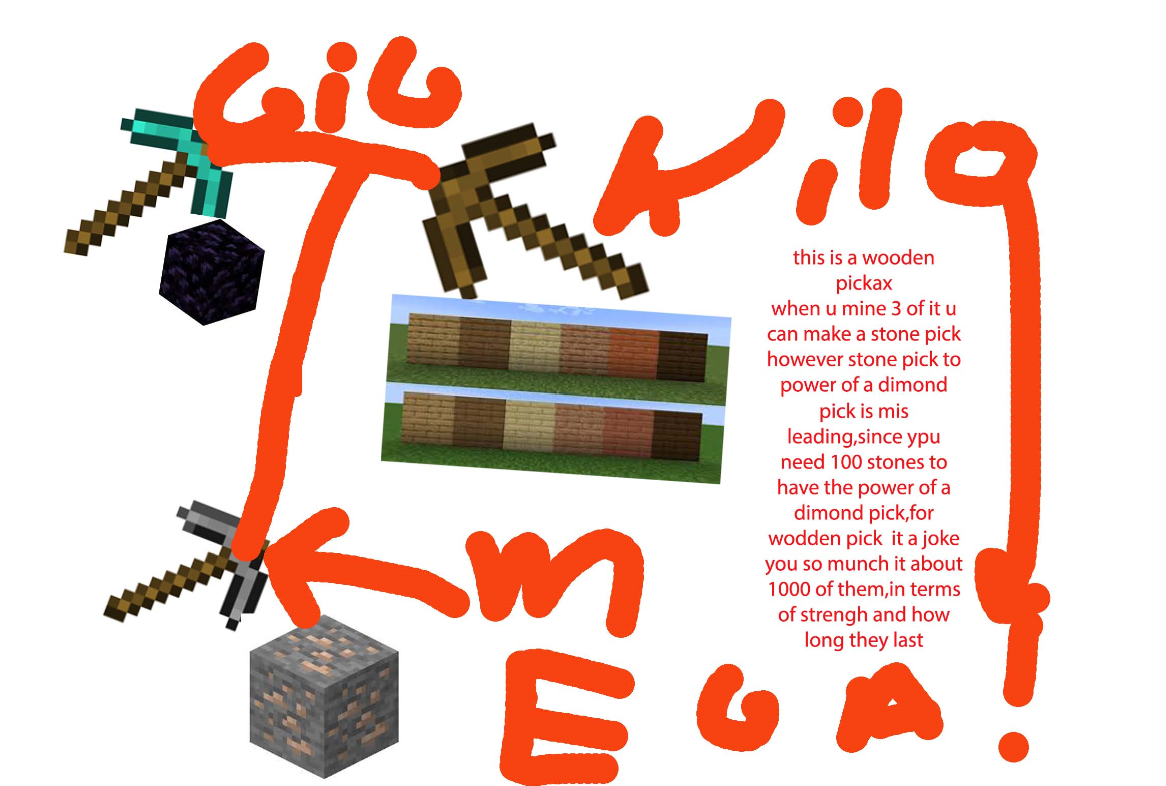 GiG
Kilo
this is a wooden
pickax
when u mine 3 of it u
can make a stone pick
however stone pick to
power of a dimond
pick is mis
leading,since ypu
need 100 stones to
have the power of a
dimond pick,for
wodden pick  it a joke
you so munch it about
1000 of them,in terms
of strengh and how
long they last
m
EGA!